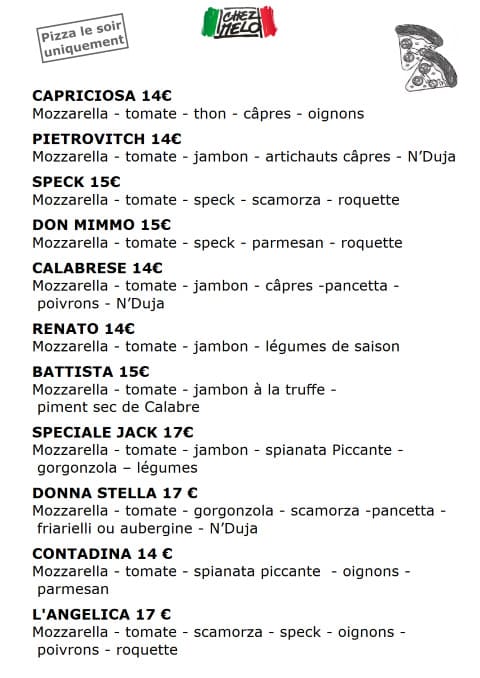 Pizza le soir
uniquement
CHEZ
MELO
CAPRICIOSA 14€
Mozzarella - tomate - thon - câpres - oignons
PIETROVITCH 14€
Mozzarella - tomate - jambon - artichauts câpres - N’Duja
SPECK 15€
Mozzarella - tomate - speck - scamorza - roquette
DON MIMMO 15€
Mozzarella - tomate - speck - parmesan - roquette
CALABRESE 14€
Mozzarella - tomate - jambon - câpres -pancetta -
poivrons - N’Duja
RENATO 14€
Mozzarella - tomate - jambon - légumes de saison
BATTISTA 15€
Mozzarella - tomate - jambon à la truffe -
piment sec de Calabre
SPECIALE JACK 17€
Mozzarella - tomate - jambon - spianata Piccante -
gorgonzola – légumes
DONNA STELLA 17 €
Mozzarella - tomate - gorgonzola - scamorza -pancetta -
friarielli ou aubergine - N’Duja
CONTADINA 14 €
Mozzarella - tomate - spianata piccante - oignons -
parmesan
L'ANGELICA 17 €
Mozzarella - tomate - scamorza - speck - oignons -
poivrons - roquette